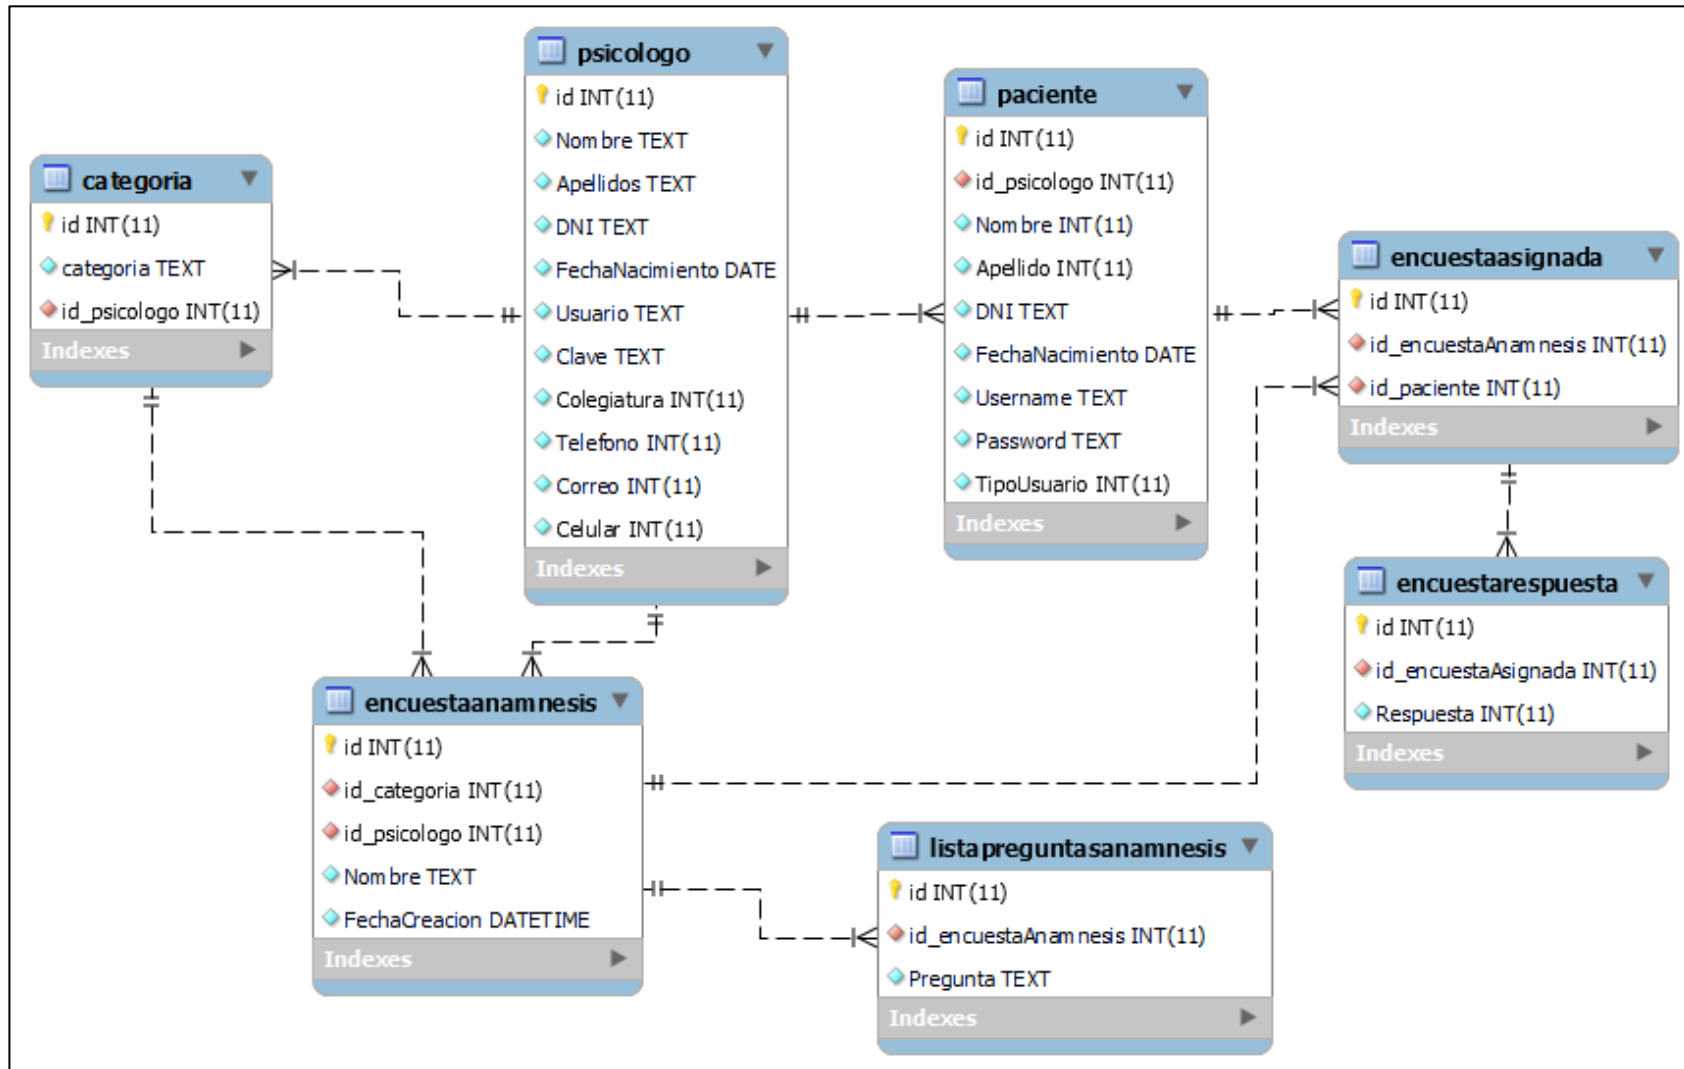 categoria
id INT(11)
categoria TEXT
id_psicologo INT(11)
Indexes
psicologo
id INT(11)
Nombre TEXT
Apellidos TEXT
DNI TEXT
FechaNacimiento DATE
Usuario TEXT
Clave TEXT
Colegiatura INT(11)
Telefono INT(11)
Correo INT(11)
Celular INT(11)
Indexes
paciente
id INT(11)
id_psicologo INT(11)
Nombre INT(11)
Apellido INT(11)
DNI TEXT
FechaNacimiento DATE
Username TEXT
Password TEXT
TipoUsuario INT(11)
Indexes
encuestaasignada
id INT(11)
id_encuestaAnamnesis INT(11)
id_paciente INT(11)
Indexes
encuestarespuesta
id INT(11)
id_encuestaAsignada INT(11)
Respuesta INT(11)
Indexes
encuestaanamnesis
id INT(11)
id_categoria INT(11)
id_psicologo INT(11)
Nombre TEXT
FechaCreacion DATETIME
Indexes
listapreguntasanamnesis
id INT(11)
id_encuestaAnamnesis INT(11)
Pregunta TEXT
Indexes